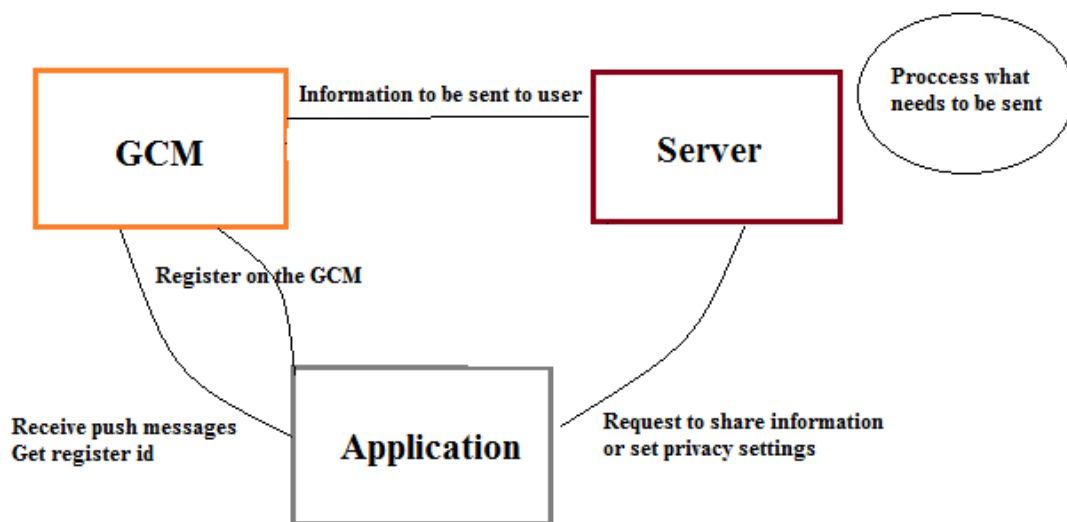 Information to be sent to user
Proccess what
needs to be sent
GCM
Server
Register on the GCM
Receive push messages
Get register id
Application
Request to share information
or set privacy settings